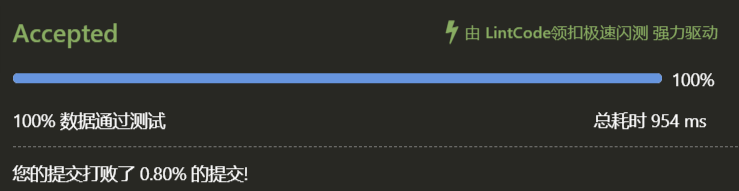 Accepted
由 LintCode领扣极速闪测 强力驱动
100%
100% 数据通过测试
总耗时 954 ms
您的提交打败了 0.80% 的提交!